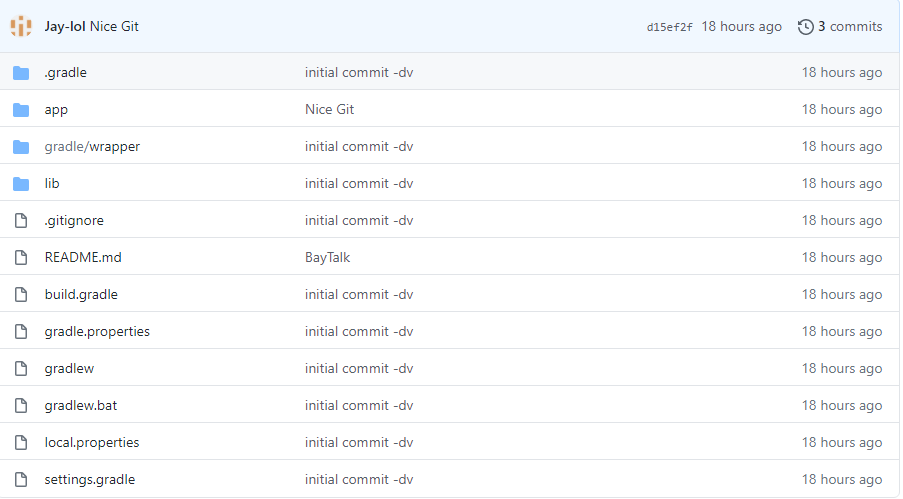 Jay-lol Nice Git d15ef2f 18 hours ago 3 commits
.gradle initial commit -dv 18 hours ago
app Nice Git 18 hours ago
gradle/wrapper initial commit -dv 18 hours ago
lib initial commit -dv 18 hours ago
.gitignore initial commit -dv 18 hours ago
README.md BayTalk 18 hours ago
build.gradle initial commit -dv 18 hours ago
gradle.properties initial commit -dv 18 hours ago
gradlew initial commit -dv 18 hours ago
gradlew.bat initial commit -dv 18 hours ago
local.properties initial commit -dv 18 hours ago
settings.gradle initial commit -dv 18 hours ago